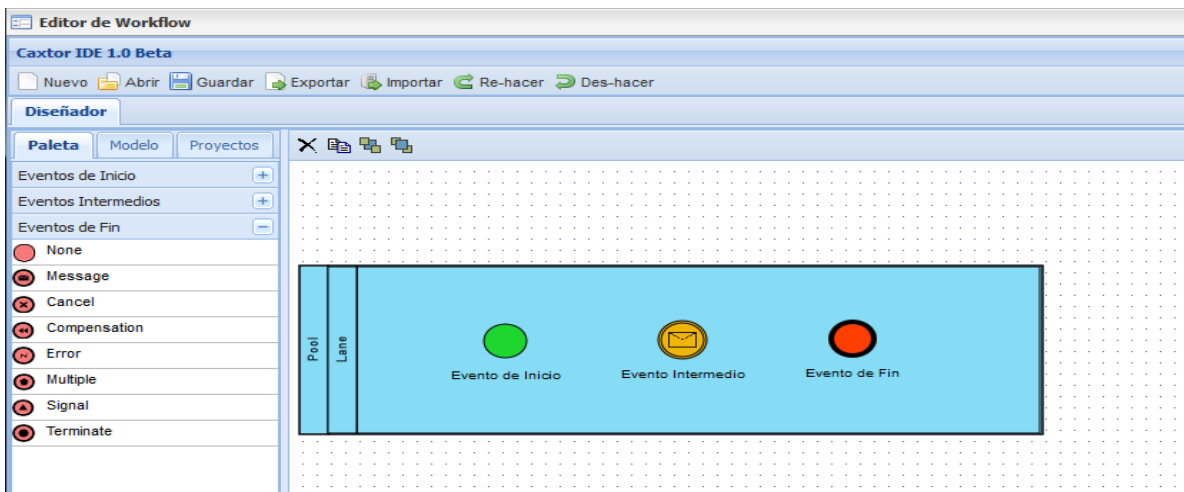 Editor de Workflow
Caxtor IDE 1.0 Beta
Nuevo Abrir Guardar Exportar Importar Re-hacer Des-hacer
Diseñador
Paleta Modelo Proyectos
Eventos de Inicio
Eventos Intermedios
Eventos de Fin
None
Message
Cancel
Compensation
Error
Multiple
Signal
Terminate
Pool
Lane
Evento de Inicio
Evento Intermedio
Evento de Fin